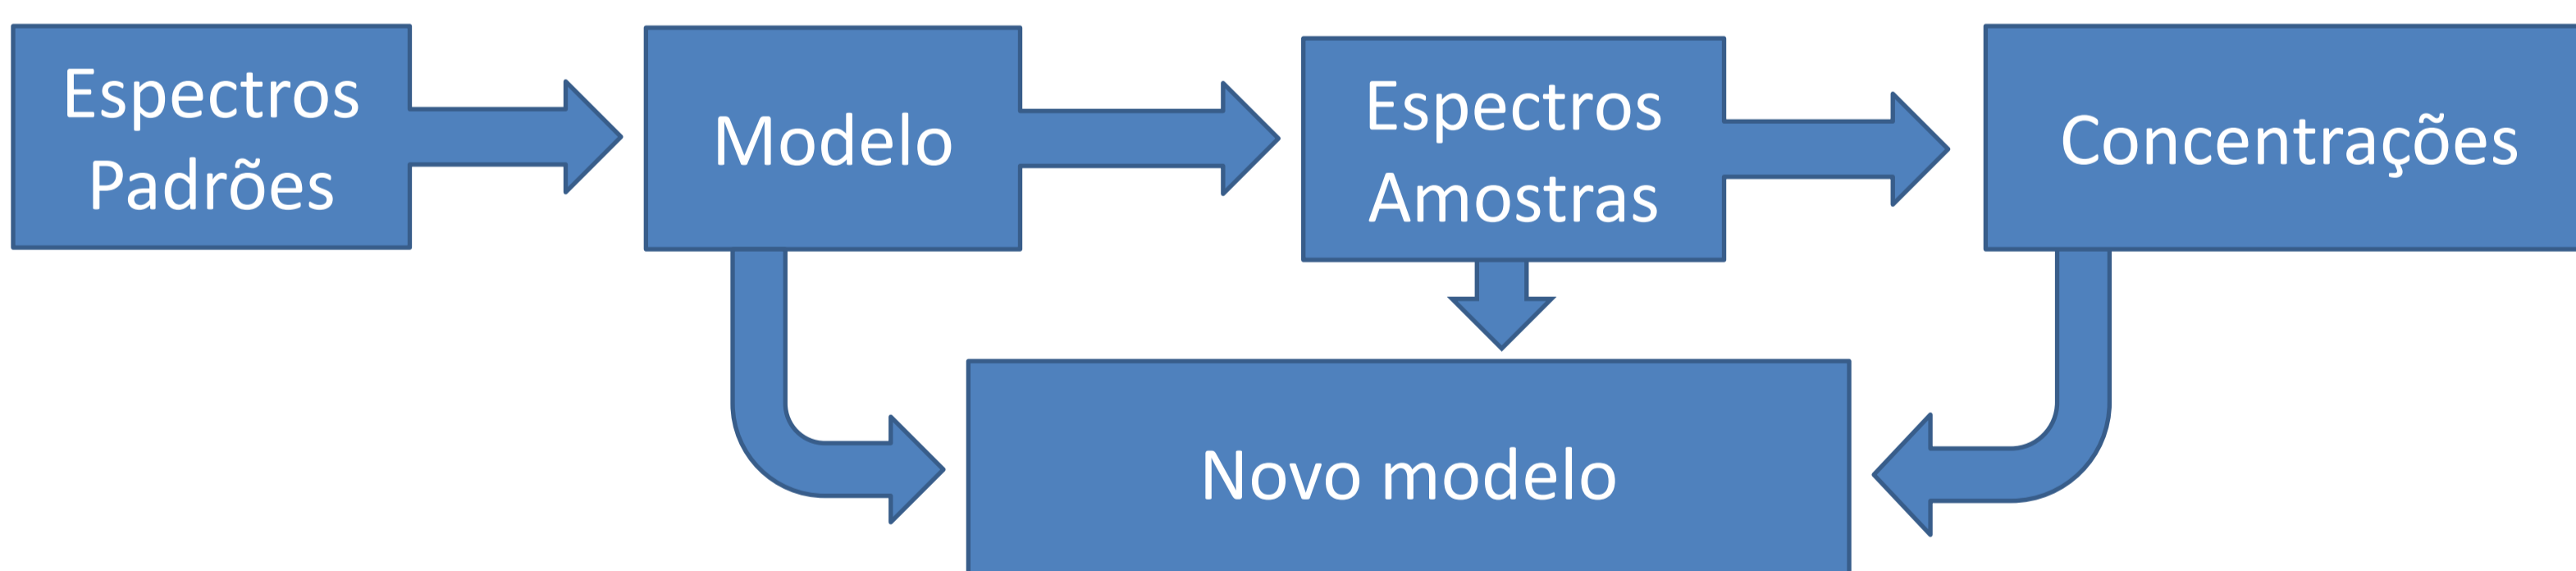 Espectros
Padrões
Modelo
Espectros
Amostras
Concentrações
Novo modelo